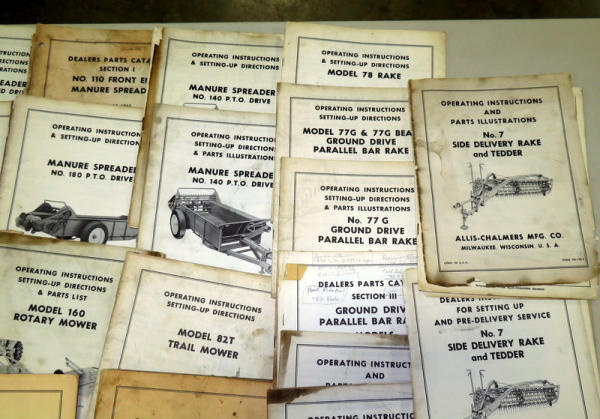 DEALERS PARTS
SECTION I
NO. 110 FRONT
MANURE SPREADER
OPERATING INSTRUCTIONS
& SETTING-UP DIRECTIONS
MANURE SPREADER
NO. 140 P.T.O. DRIVE
OPERATING INSTRUCTIONS
& SETTING-UP DIRECTIONS
MODEL 78 RAKE
OPERATING INSTRUCTIONS
SETTING-UP DIRECTIONS
& PARTS ILLUSTRATIONS
MANURE SPREADER
NO. 180 P.T.O. DRIVE
OPERATING INSTRUCTIONS
SETTING-UP DIRECTIONS
& PARTS ILLUSTRATIONS
MANURE SPREADER
NO. 140 P.T.O. DRIVE
OPERATING INSTRUCTIONS
& SETTING-UP DIRECTIONS
MODEL 77G & 77G
GROUND DRIVE
PARALLEL BAR RAKE
OPERATING INSTRUCTIONS
SETTING-UP DIRECTIONS
& PARTS ILLUSTRATIONS
No. 77 G
GROUND DRIVE
PARALLEL BAR RAKE
OPERATING INSTRUCTIONS
AND
PARTS ILLUSTRATIONS
No. 7
SIDE DELIVERY RAKE
and TEDDER
ALLIS-CHALMERS MFG. CO.
MILWAUKEE, WISCONSIN, U. S. A.
OPERATING INSTRUCTIONS
SETTING-UP DIRECTIONS
& PARTS LIST
MODEL 160
ROTARY MOWER
OPERATING INSTRUCTIONS
SETTING-UP DIRECTIONS
MODEL 82T
TRAIL MOWER
DEALERS PARTS
SECTION III
GROUND
PARALLEL BAR
OPERATING INSTRUCTIONS
AND
OPERATING INSTRUCTIONS
DEALERS
FOR SETTING UP
AND PRE-DELIVERY SERVICE
No. 7
SIDE DELIVERY RAKE
and TEDDER